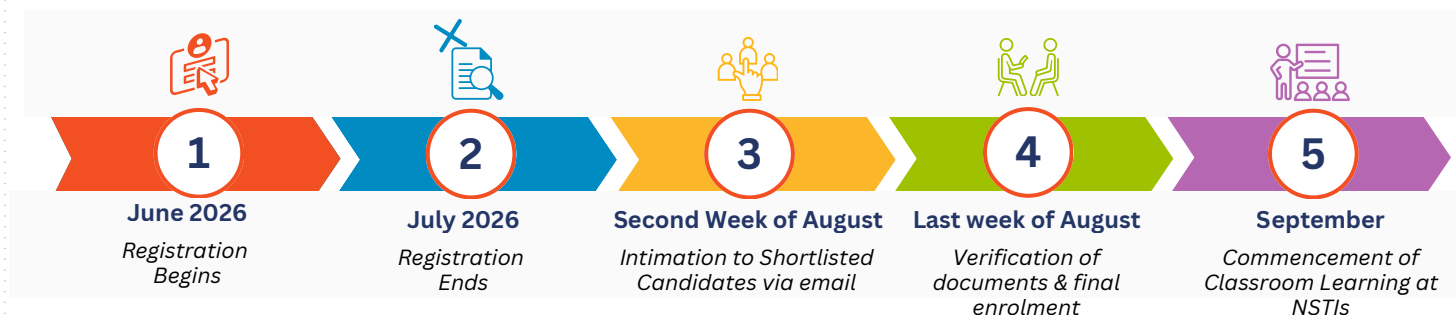 1
June 2026
Registration
Begins
2
July 2026
Registration
Ends
3
Second Week of August
Intimation to Shortlisted
Candidates via email
4
Last week of August
Verification of
documents & final
enrolment
5
September
Commencement of
Classroom Learning at
NSTIs